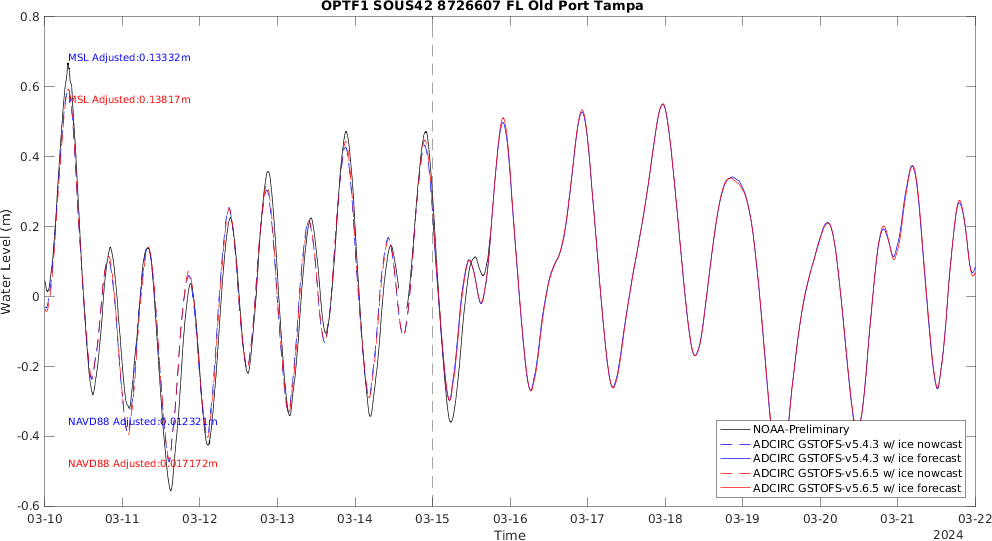 OPTF1 SOUS42 8726607 FL Old Port Tampa
0.8
0.6
0.4
0.2
0
-0.2
-0.4
-0.6
Water Level (m)
MSL Adjusted:0.13332m
MSL Adjusted:0.13817m
NAVD88 Adjusted:0.012321m
NAVD88 Adjusted:0.017172m
NOAA-Preliminary
ADCIRC GSTOFS-v5.4.3 w/ ice nowcast
ADCIRC GSTOFS-v5.4.3 w/ ice forecast
ADCIRC GSTOFS-v5.6.5 w/ ice nowcast
ADCIRC GSTOFS-v5.6.5 w/ ice forecast
03-10 03-11 03-12 03-13 03-14 03-15 03-16 03-17 03-18 03-19 03-20 03-21 03-22
Time
2024